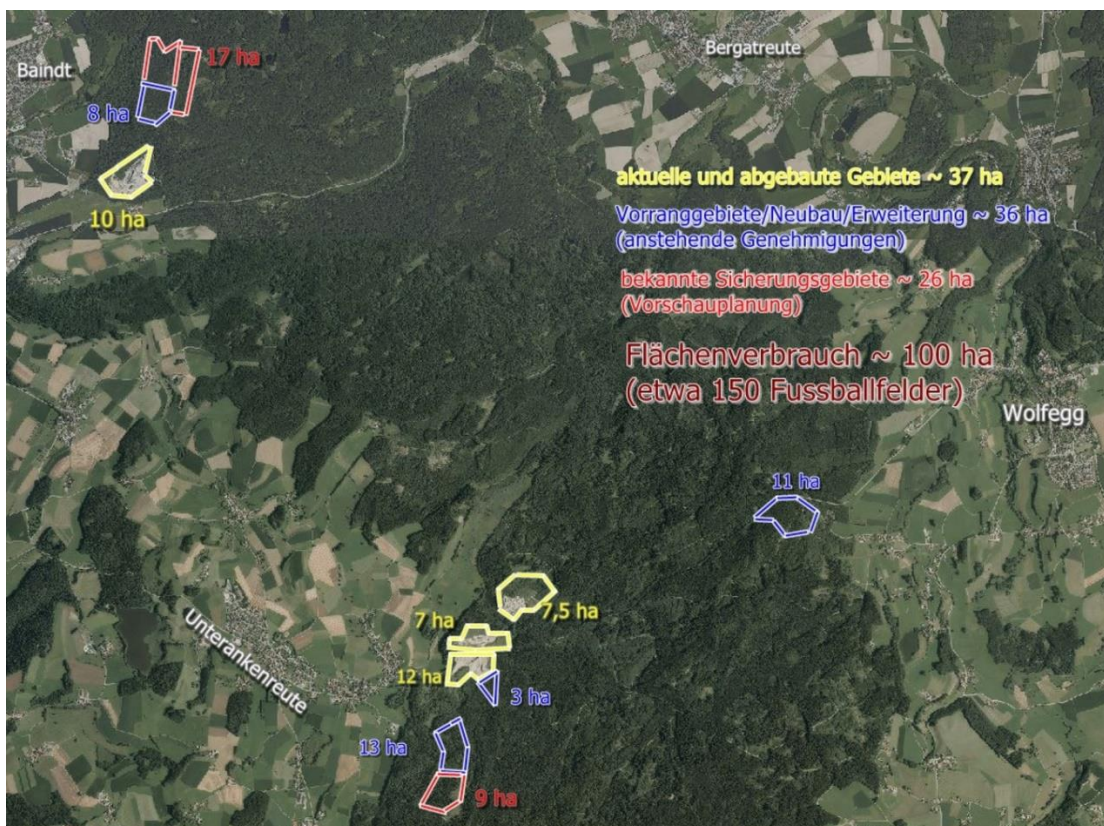 Baindt
17 ha
8 ha
10 ha
Bergatreute
aktuelle und abgebaute Gebiete ~ 37 ha
Vorranggebiete/Neubau/Erweiterung ~ 36 ha
(anstehende Genehmigungen)
bekannte Sicherungsgebiete ~ 26 ha
(Vorschauplanung)
Flächenverbrauch ~ 100 ha
(etwa 150 Fussballfelder)
Wolfegg
11 ha
7,5 ha
7 ha
12 ha
3 ha
Unterankenreute
13 ha
9 ha